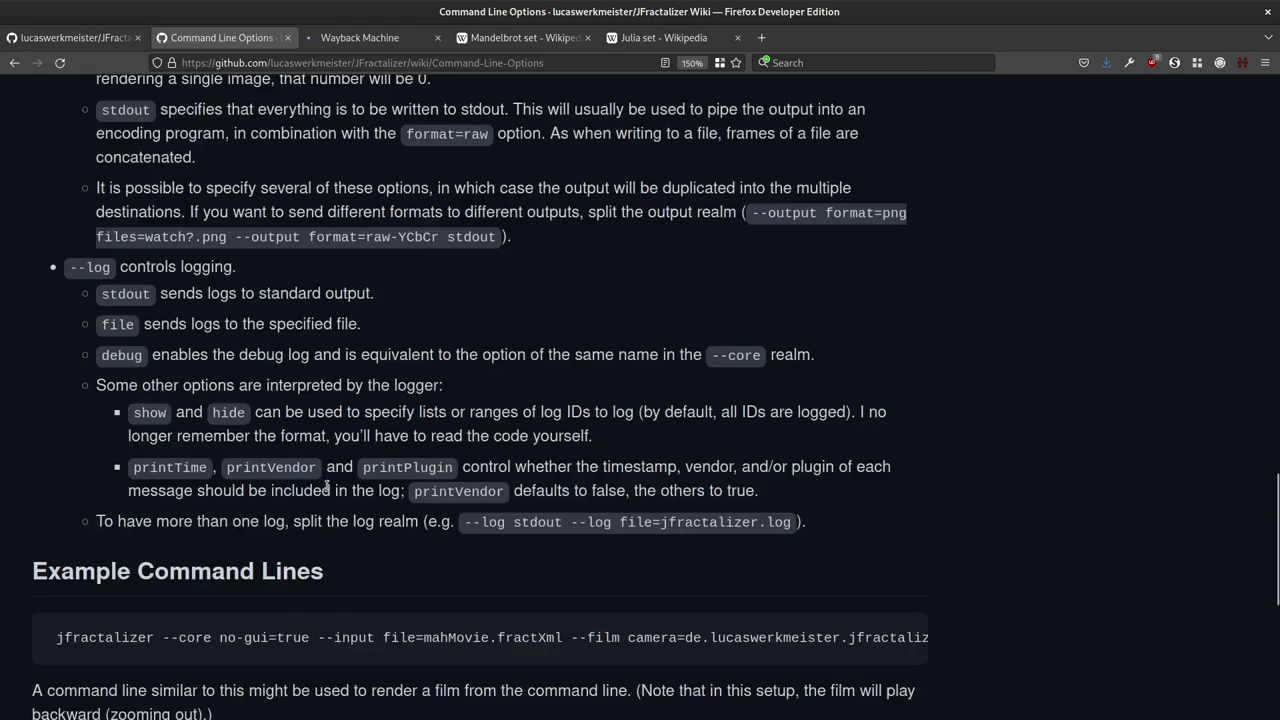 Command Line Options · lucaswerkmeister/JFractalizer Wiki — Firefox Developer Edition
lucaswerkmeister/JFracta
Command Line Options ·
Wayback Machine
Mandelbrot set - Wikiped
Julia set - Wikipedia
https://github.com/lucaswerkmeister/JFractalizer/wiki/Command-Line-Options
150%
Search
rendering a single image, that number will be 0.
stdout specifies that everything is to be written to stdout. This will usually be used to pipe the output into an
encoding program, in combination with the format=raw option. As when writing to a file, frames of a file are
concatenated.
It is possible to specify several of these options, in which case the output will be duplicated into the multiple
destinations. If you want to send different formats to different outputs, split the output realm ( --output format=png
files=watch?.png --output format=raw-YCbCr stdout ).
--log controls logging.
stdout sends logs to standard output.
file sends logs to the specified file.
debug enables the debug log and is equivalent to the option of the same name in the --core realm.
Some other options are interpreted by the logger:
show and hide can be used to specify lists or ranges of log IDs to log (by default, all IDs are logged). I no
longer remember the format, you’ll have to read the code yourself.
printTime , printVendor and printPlugin control whether the timestamp, vendor, and/or plugin of each
message should be included in the log; printVendor defaults to false, the others to true.
To have more than one log, split the log realm (e.g. --log stdout --log file=jfractalizer.log ).
Example Command Lines
jfractalizer --core no-gui=true --input file=mahMovie.fractXml --film camera=de.lucaswerkmeister.jfractaliz
A command line similar to this might be used to render a film from the command line. (Note that in this setup, the film will play
backward (zooming out).)